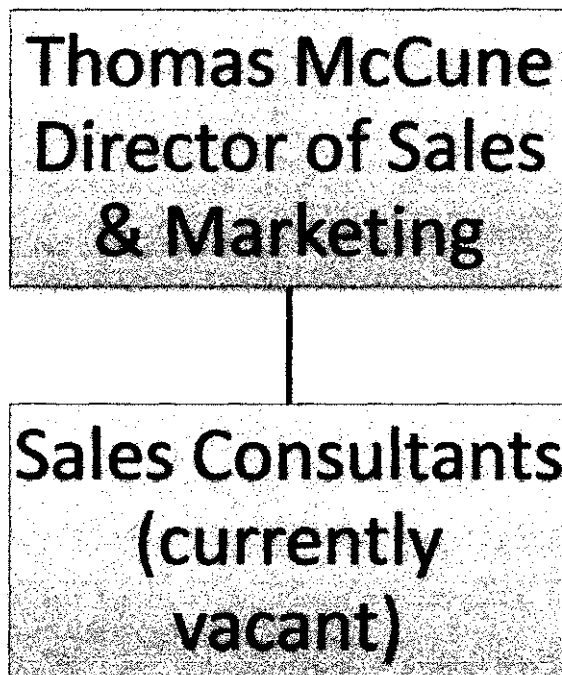 Thomas McCune
Director of Sales
& Marketing
Sales Consultants
(currently
vacant)